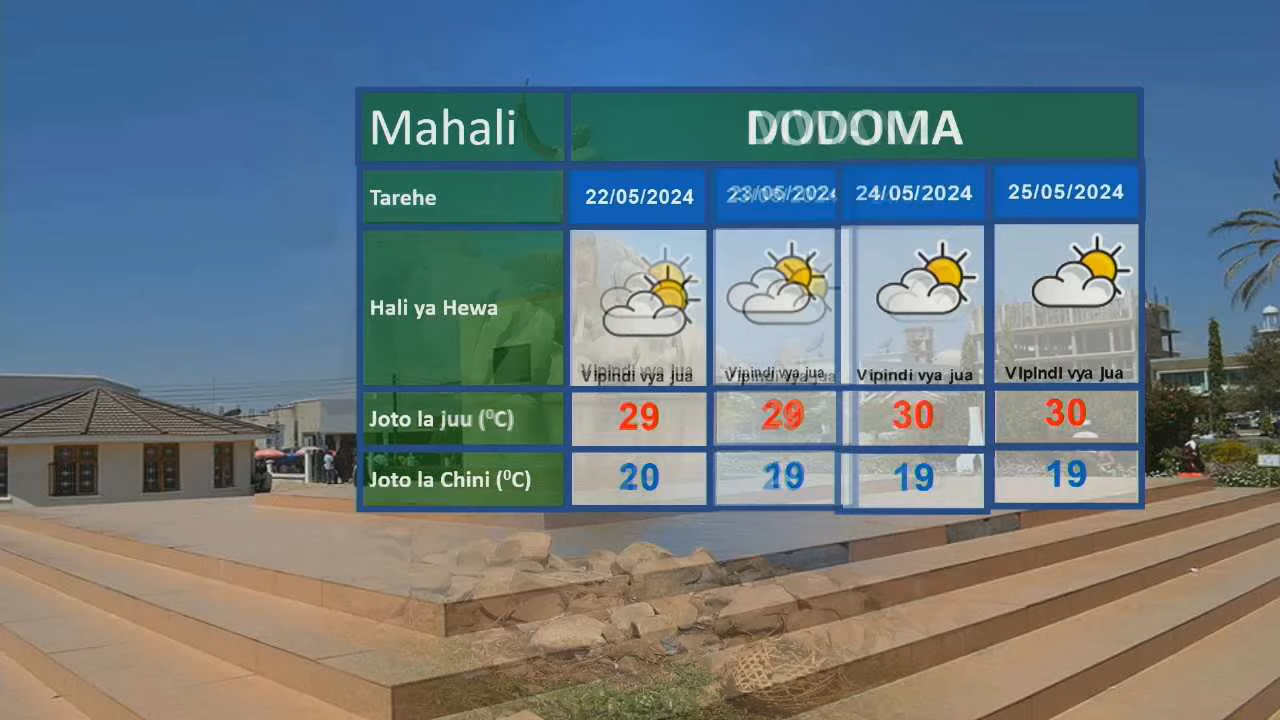 Mahali DODOMA
Tarehe 22/05/2024 23/05/2024 24/05/2024 25/05/2024
Hali ya Hewa Vipindi vya jua Vipindi vya jua Vipindi vya jua Vipindi vya jua
Joto la juu (⁰C) 29 29 30 30
Joto la Chini (⁰C) 20 19 19 19